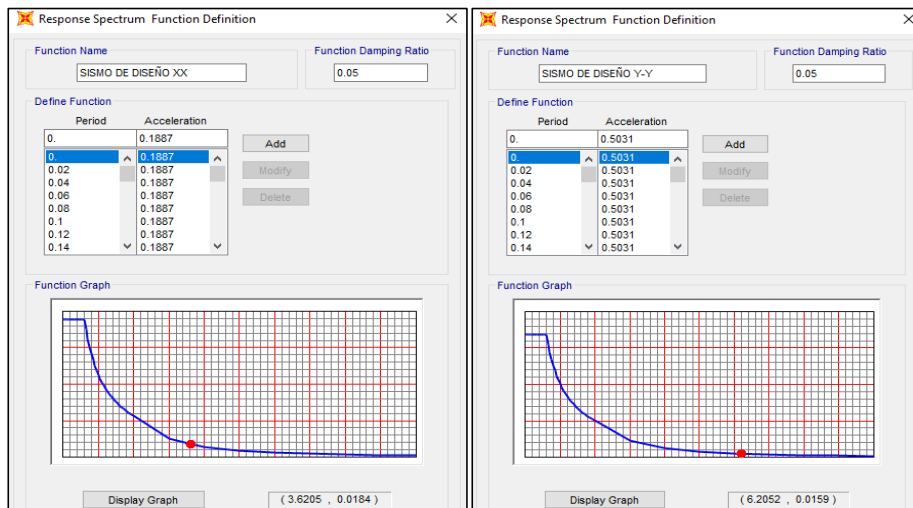 Response Spectrum Function Definition
Function Name
Function Damping Ratio
SISMO DE DISEÑO XX
0.05
Define Function
Period Acceleration
0. 0.1887
Add
0. 0.1887
0.02 0.1887
Modify
0.04 0.1887
0.06 0.1887
0.08 0.1887
Delete
0.1 0.1887
0.12 0.1887
0.14 0.1887
Function Graph
Display Graph
( 3.6205 , 0.0184 )
Response Spectrum Function Definition
Function Name
Function Damping Ratio
SISMO DE DISEÑO Y-Y
0.05
Define Function
Period Acceleration
0. 0.5031
Add
0. 0.5031
0.02 0.5031
Modify
0.04 0.5031
0.06 0.5031
0.08 0.5031
Delete
0.1 0.5031
0.12 0.5031
0.14 0.5031
Function Graph
Display Graph
( 6.2052 , 0.0159 )